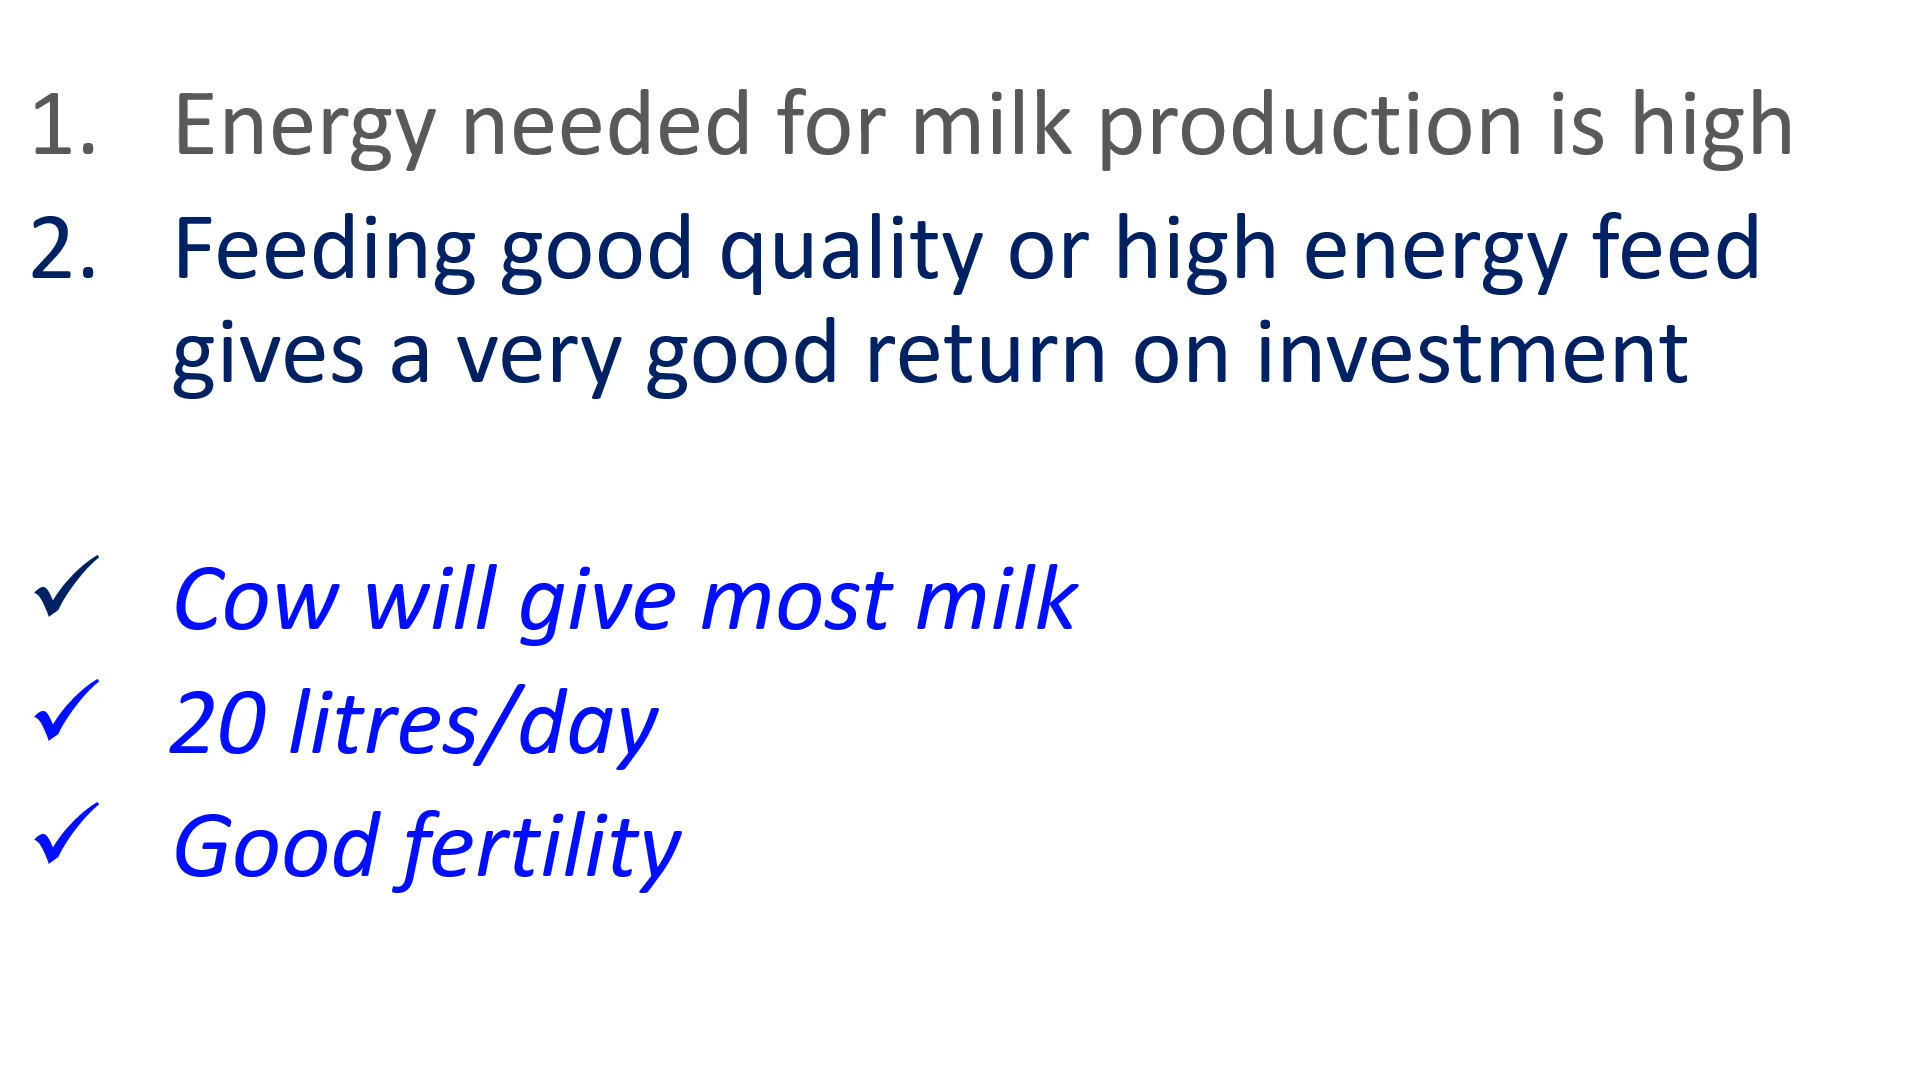 1. Energy needed for milk production is high
2. Feeding good quality or high energy feed
gives a very good return on investment
✓ Cow will give most milk
✓ 20 litres/day
✓ Good fertility